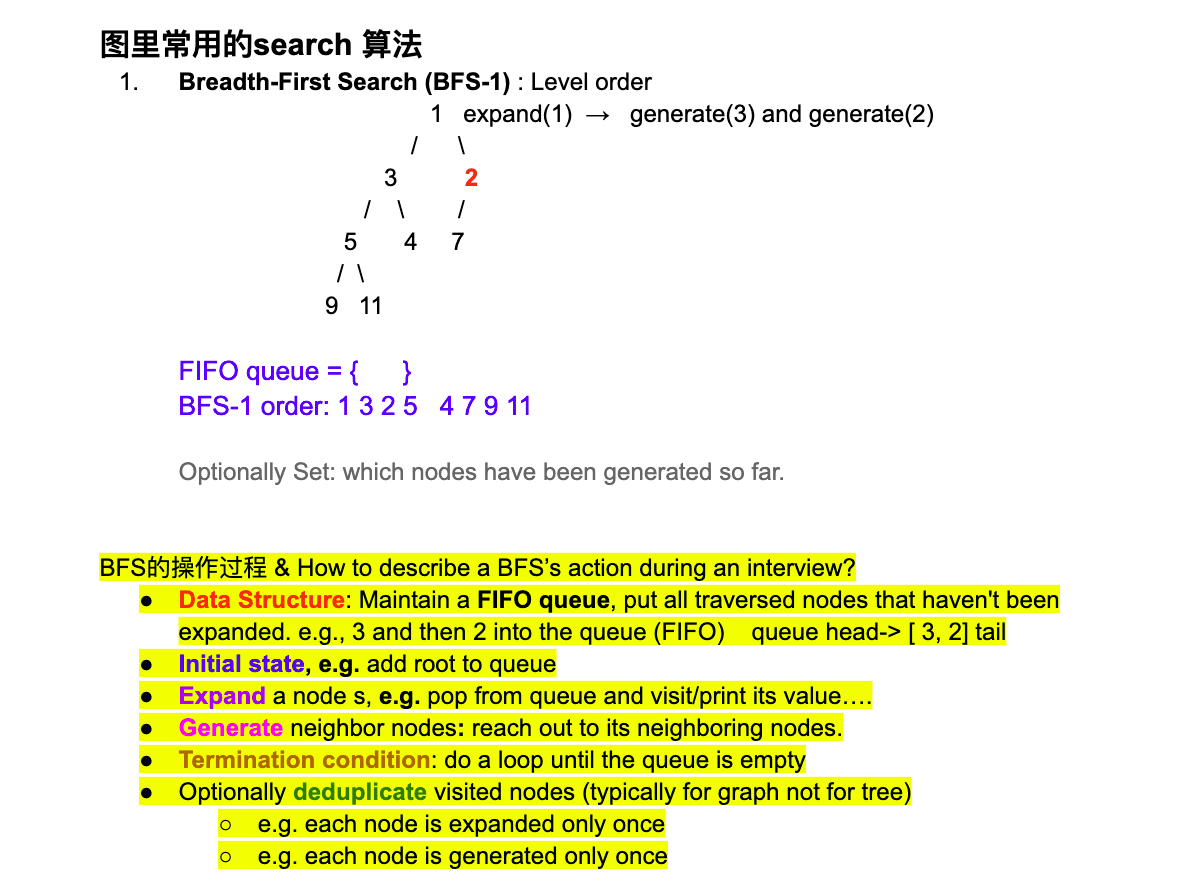 图里常用的search 算法
1. Breadth-First Search (BFS-1) : Level order
1 expand(1) → generate(3) and generate(2)
/ \
3 2
/ \ /
5 4 7
/ \
9 11
FIFO queue = { }
BFS-1 order: 1 3 2 5 4 7 9 11
Optionally Set: which nodes have been generated so far.
BFS的操作过程 & How to describe a BFS’s action during an interview?
● Data Structure: Maintain a FIFO queue, put all traversed nodes that haven't been
expanded. e.g., 3 and then 2 into the queue (FIFO) queue head-> [ 3, 2] tail
● Initial state, e.g. add root to queue
● Expand a node s, e.g. pop from queue and visit/print its value….
● Generate neighbor nodes: reach out to its neighboring nodes.
● Termination condition: do a loop until the queue is empty
● Optionally deduplicate visited nodes (typically for graph not for tree)
○ e.g. each node is expanded only once
○ e.g. each node is generated only once